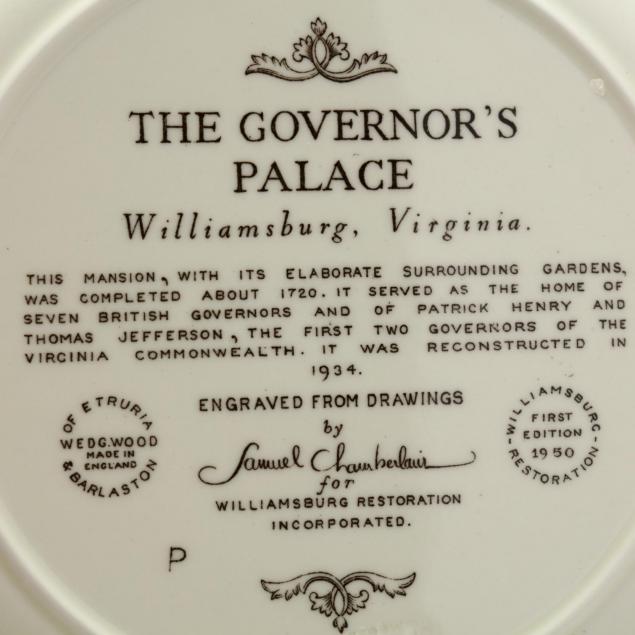 THE GOVERNOR'S
PALACE
Williamsburg, Virginia.
THIS MANSION, WITH ITS ELABORATE SURROUNDING GARDENS,
WAS COMPLETED ABOUT 1720. IT SERVED AS THE HOME OF
SEVEN BRITISH GOVERNORS AND OF PATRICK HENRY AND
THOMAS JEFFERSON, THE FIRST TWO GOVERNORS OF THE
VIRGINIA COMMONWEALTH. IT WAS RECONSTRUCTED IN
1934.
OF ETRURIA
WEDGWOOD
MADE IN
ENGLAND
& BARLASTON
ENGRAVED FROM DRAWINGS
by
Samuel Chamberlain
for
WILLIAMSBURG RESTORATION
INCORPORATED.
-WILLIAMSBURG-
FIRST
EDITION
1950
RESTORATION
P